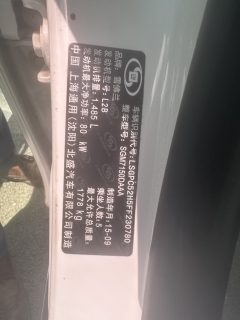 品牌：雪佛兰
车辆识别代号：LSGPC52H5FF230780
发动机型号：L2B
整车型号：SGM7150DAAA
发动机排量：1.485 L
发动机最大净功率：80 kW
制造年月：15-09
乘坐人数：5
最大允许总质量：1778 kg
中国 上海通用（沈阳）北盛汽车有限公司制造